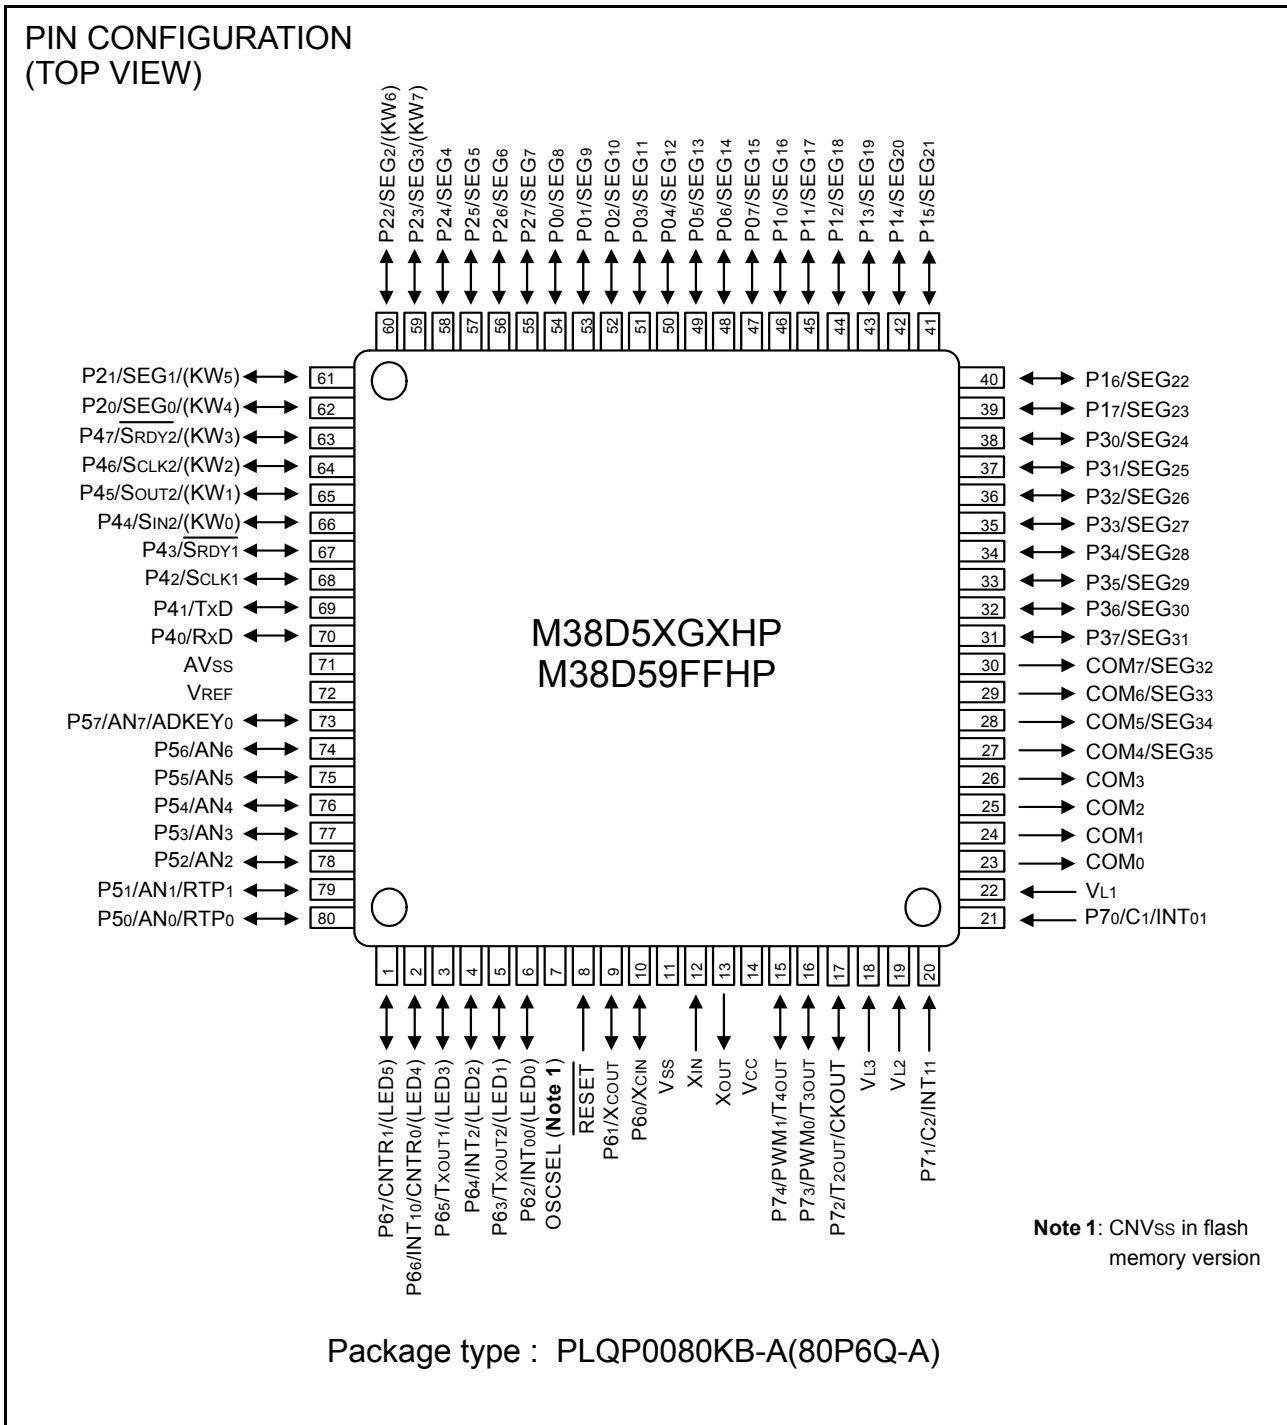 PIN CONFIGURATION
(TOP VIEW)
P22/SEG2/(KW6)
P23/SEG3/(KW7)
P24/SEG4
P25/SEG5
P26/SEG6
P27/SEG7
P00/SEG8
P01/SEG9
P02/SEG10
P03/SEG11
P04/SEG12
P05/SEG13
P06/SEG14
P07/SEG15
P10/SEG16
P11/SEG17
P12/SEG18
P13/SEG19
P14/SEG20
P15/SEG21
60 59 58 57 56 55 54 53 52 51 50 49 48 47 46 45 44 43 42 41
P21/SEG1/(KW5) 61
P20/SEG0/(KW4) 62
P47/SRDY2/(KW3) 63
P46/SCLK2/(KW2) 64
P45/SOUT2/(KW1) 65
P44/SIN2/(KW0) 66
P43/SRDY1 67
P42/SCLK1 68
P41/TxD 69
P40/RxD 70
AVSS 71
VREF 72
P57/AN7/ADKEY0 73
P56/AN6 74
P55/AN5 75
P54/AN4 76
P53/AN3 77
P52/AN2 78
P51/AN1/RTP1 79
P50/AN0/RTP0 80
M38D5XGXHP
M38D59FFHP
40 P16/SEG22
39 P17/SEG23
38 P30/SEG24
37 P31/SEG25
36 P32/SEG26
35 P33/SEG27
34 P34/SEG28
33 P35/SEG29
32 P36/SEG30
31 P37/SEG31
30 COM7/SEG32
29 COM6/SEG33
28 COM5/SEG34
27 COM4/SEG35
26 COM3
25 COM2
24 COM1
23 COM0
22 VL1
21 P70/C1/INT01
1 2 3 4 5 6 7 8 9 10 11 12 13 14 15 16 17 18 19 20
P67/CNTR1/(LED5)
P66/INT10/CNTR0/(LED4)
P65/TXOUT1/(LED3)
P64/INT2/(LED2)
P63/TXOUT2/(LED1)
P62/INT00/(LED0)
OSCSEL (Note 1)
RESET
P61/XCOUT
P60/XCIN
VSS
XIN
XOUT
VCC
P74/PWM1/T4OUT
P73/PWM0/T3OUT
P72/T2OUT/CKOUT
VL3
VL2
P71/C2/INT11
Note 1: CNVSS in flash
memory version
Package type : PLQP0080KB-A(80P6Q-A)